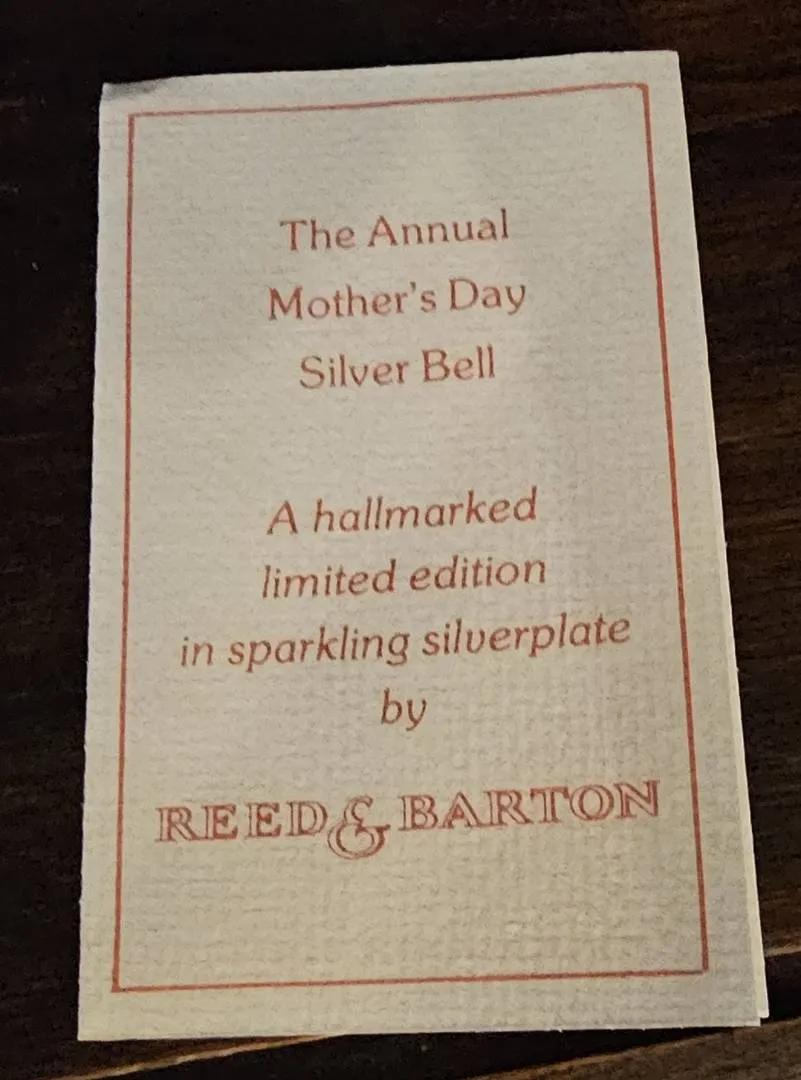 The Annual
Mother's Day
Silver Bell
A hallmarked
limited edition
in sparkling silverplate
by
REED & BARTON